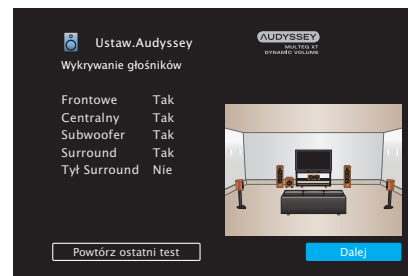 Ustaw.Audyssey
AUDYSSEY
MULTEQ XT
DYNAMIC VOLUME
Wykrywanie głośników
Frontowe Tak
Centralny Tak
Subwoofer Tak
Surround Tak
Tył Surround Nie
Powtórz ostatni test
Dalej